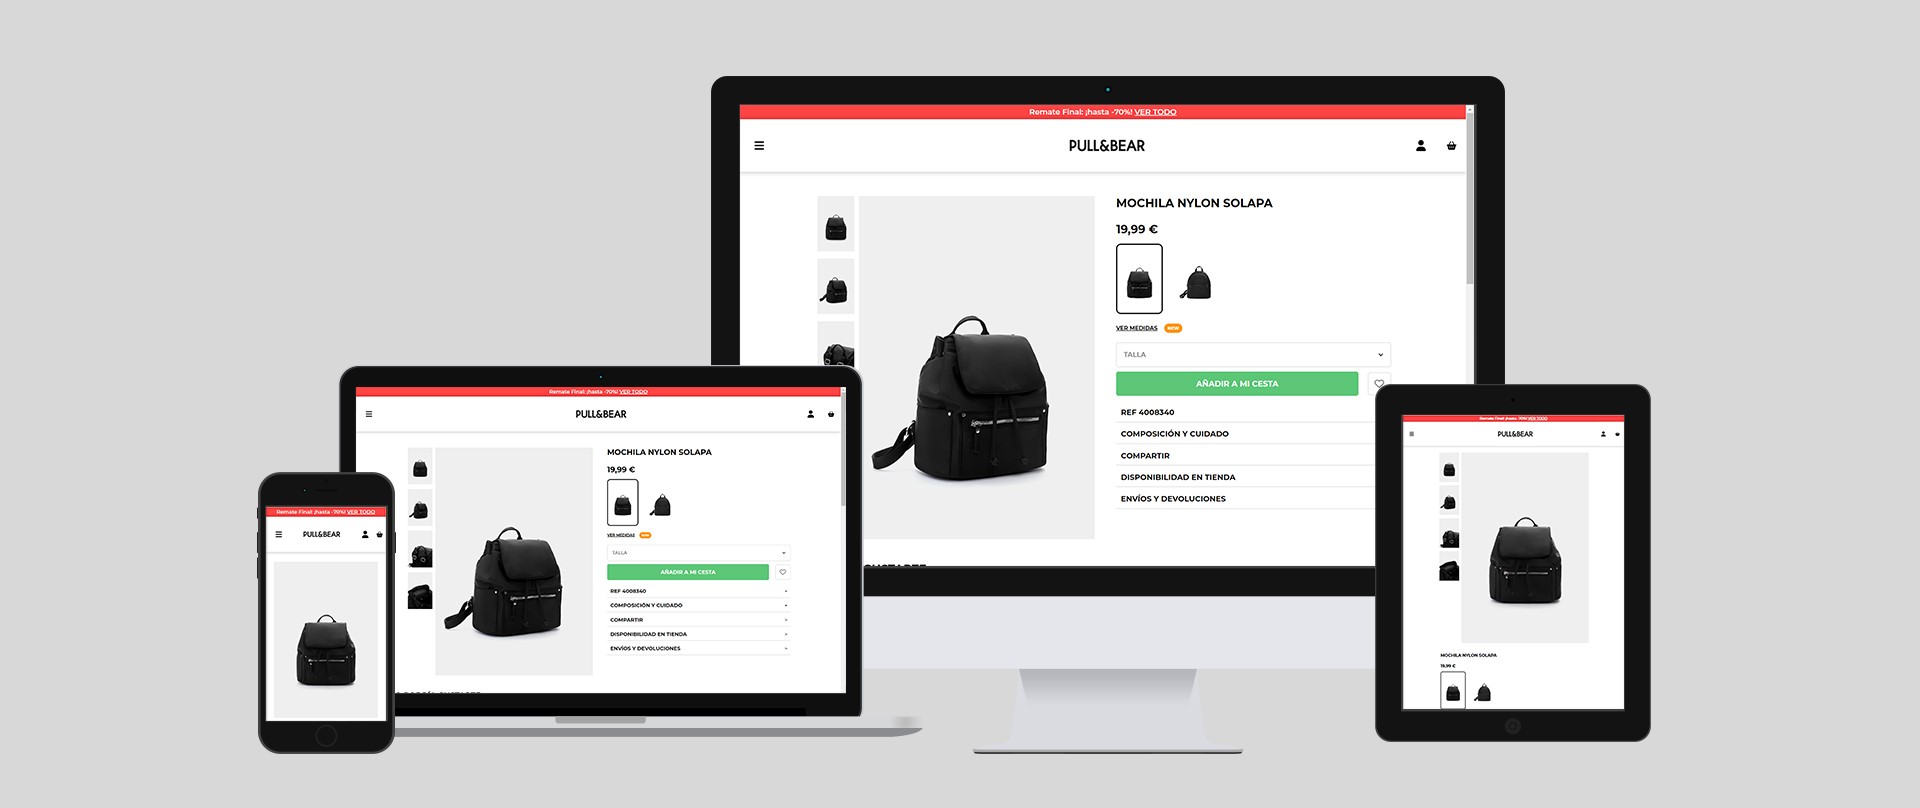 Remate Final: ¡hasta -70%! VER TODO
PULL&BEAR
MOCHILA NYLON SOLAPA
19,99 €
VER MEDIDAS NEW
TALLA
AÑADIR A MI CESTA
REF 4008340
COMPOSICIÓN Y CUIDADO
COMPARTIR
DISPONIBILIDAD EN TIENDA
ENVÍOS Y DEVOLUCIONES
Remate Final: ¡hasta -70%! VER TODO
PULL&BEAR
MOCHILA NYLON SOLAPA
19,99 €
VER MEDIDAS NEW
TALLA
AÑADIR A MI CESTA
REF 4008340
COMPOSICIÓN Y CUIDADO
COMPARTIR
DISPONIBILIDAD EN TIENDA
ENVÍOS Y DEVOLUCIONES
Remate Final: ¡hasta -70%! VER TODO
PULL&BEAR
Remate Final: ¡hasta -70%! VER TODO
PULL&BEAR
MOCHILA NYLON SOLAPA
19,99 €